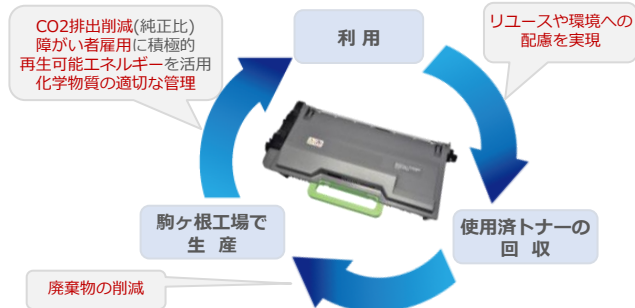 CO2排出削減(純正比)
障がい者雇用に積極的
再生可能エネルギーを活用
化学物質の適切な管理
利用
リユースや環境への
配慮を実現
駒ヶ根工場で
生産
使用済トナーの
回収
廃棄物の削減